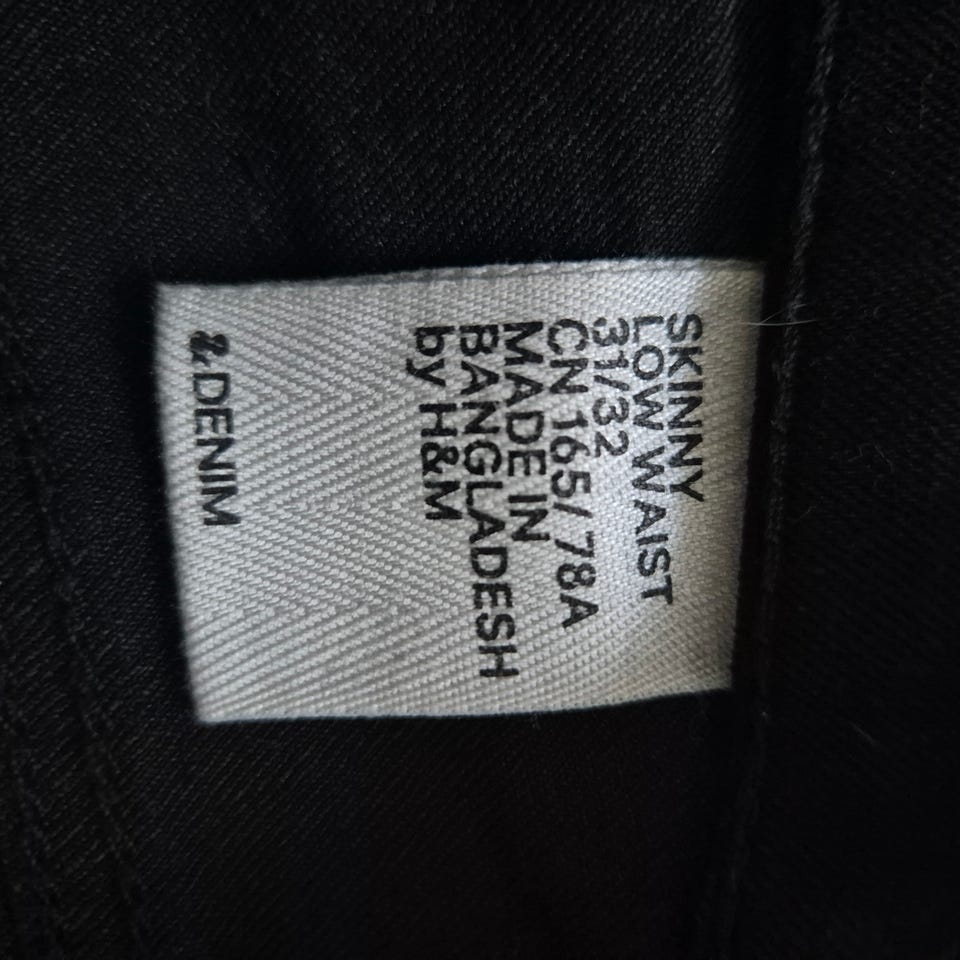 SKINNY
LOW WAIST
31/32
CN 165/ 78A
MADE IN
BANGLADESH
by H&M
&DENIM